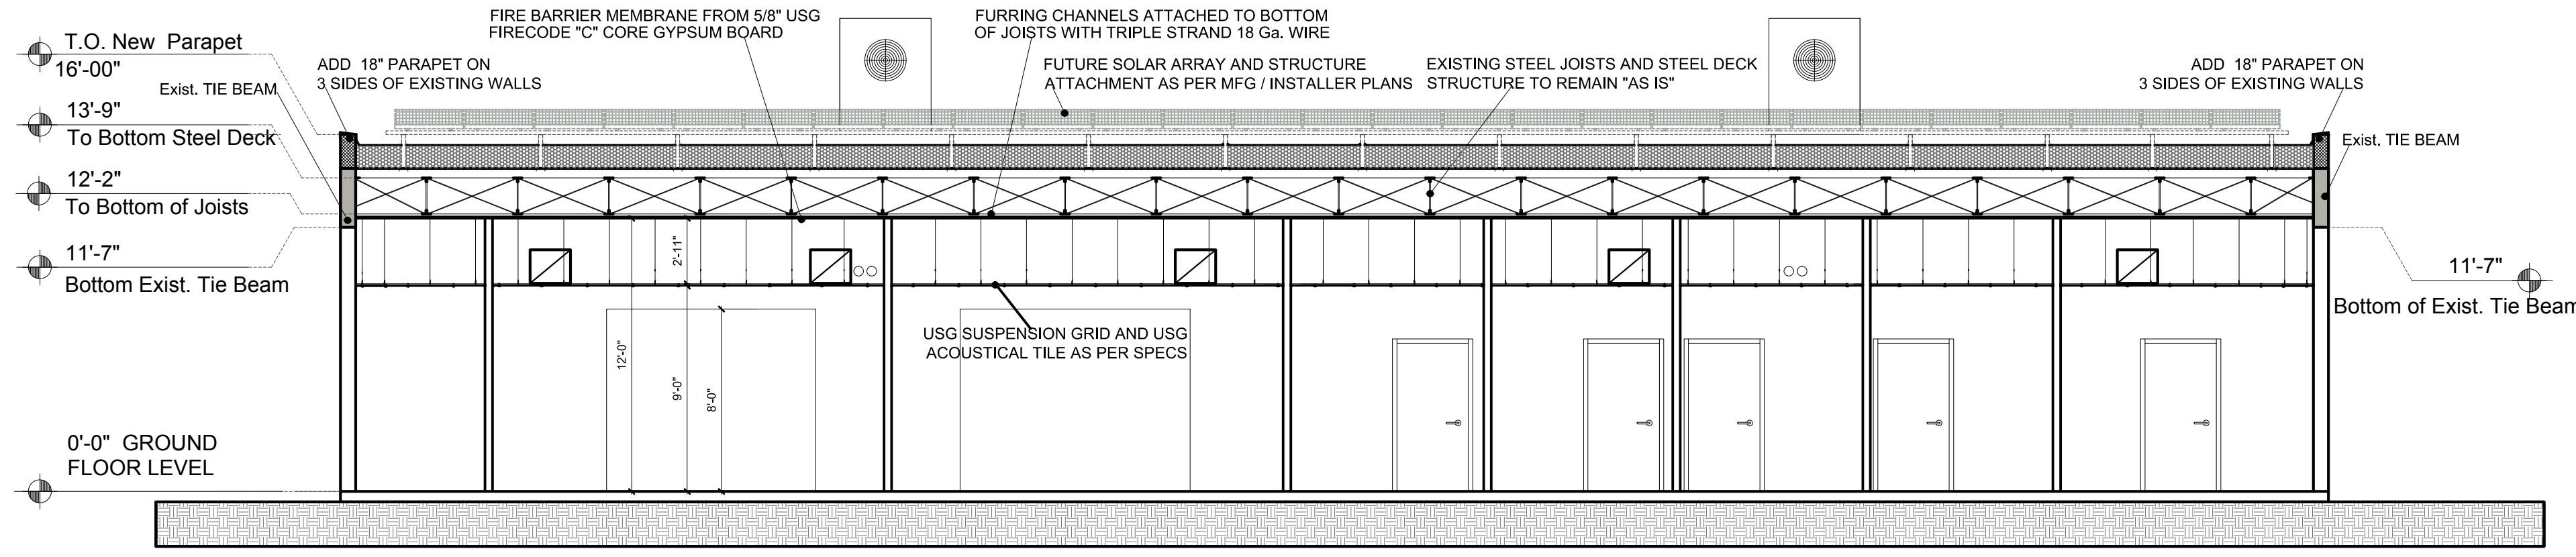 FIRE BARRIER MEMBRANE FROM 5/8" USG
FIRECODE "C" CORE GYPSUM BOARD
FURRING CHANNELS ATTACHED TO BOTTOM
OF JOISTS WITH TRIPLE STRAND 18 Ga. WIRE
T.O. New Parapet
16'-00"
ADD 18" PARAPET ON
3 SIDES OF EXISTING WALLS
FUTURE SOLAR ARRAY AND STRUCTURE
ATTACHMENT AS PER MFG / INSTALLER PLANS
EXISTING STEEL JOISTS AND STEEL DECK
STRUCTURE TO REMAIN "AS IS"
ADD 18" PARAPET ON
3 SIDES OF EXISTING WALLS
Exist. TIE BEAM
13'-9"
To Bottom Steel Deck
Exist. TIE BEAM
12'-2"
To Bottom of Joists
11'-7"
Bottom Exist. Tie Beam
2'-11"
11'-7"
Bottom of Exist. Tie Beam
USG SUSPENSION GRID AND USG
ACOUSTICAL TILE AS PER SPECS
12'-0"
9'-0"
8'-0"
0'-0" GROUND
FLOOR LEVEL